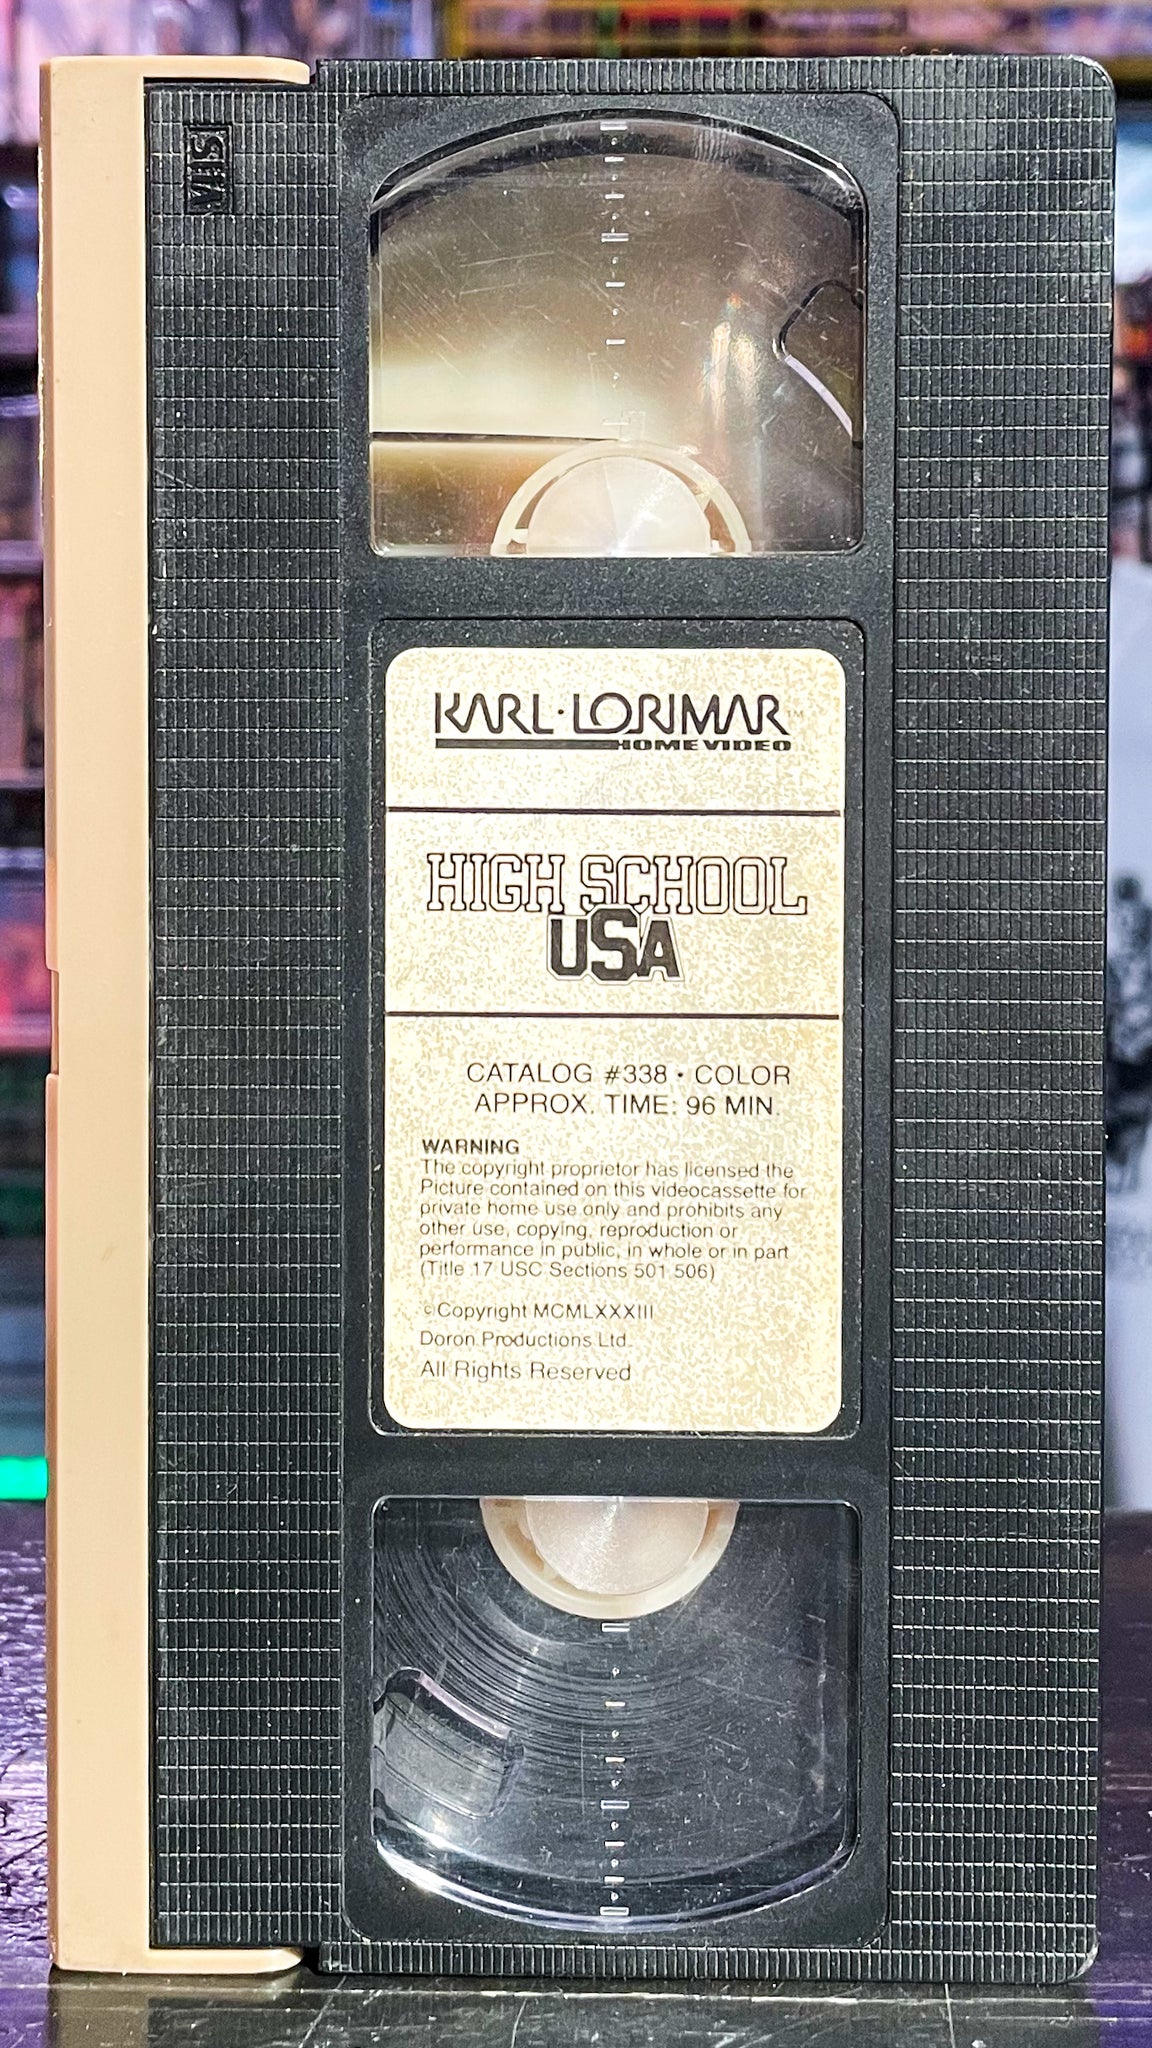 VHS
KARL·LORIMAR™
HOME VIDEO
HIGH SCHOOL
USA
CATALOG #338 • COLOR
APPROX. TIME: 96 MIN.
WARNING
The copyright proprietor has licensed the
Picture contained on this videocassette for
private home use only and prohibits any
other use, copying, reproduction or
performance in public, in whole or in part
(Title 17 USC Sections 501 506)
©Copyright MCMLXXXIII
Doron Productions Ltd.
All Rights Reserved